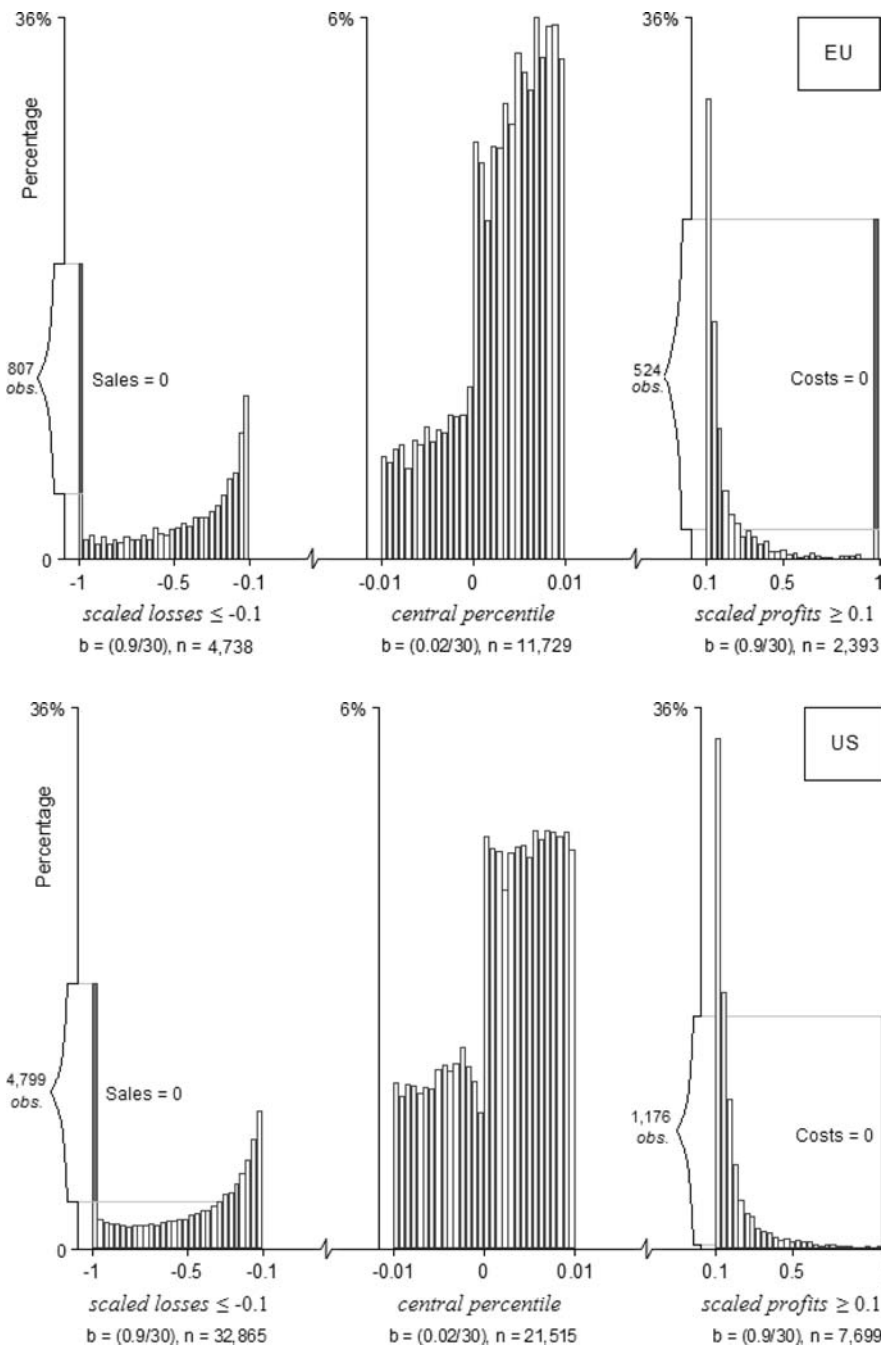 36%
6%
36%
EU
Percentage
807
obs.
Sales = 0
524
obs.
Costs = 0
0
-1
-0.5
-0.1
-0.01
0
0.01
0.1
0.5
1
scaled losses ≤ -0.1
central percentile
scaled profits ≥ 0.1
b = (0.9/30), n = 4,738
b = (0.02/30), n = 11,729
b = (0.9/30), n = 2,393
36%
6%
36%
US
Percentage
4,799
obs.
Sales = 0
1,176
obs.
Costs = 0
0
-1
-0.5
-0.1
-0.01
0
0.01
0.1
0.5
scaled losses ≤ -0.1
central percentile
scaled profits ≥ 0.1
b = (0.9/30), n = 32,865
b = (0.02/30), n = 21,515
b = (0.9/30), n = 7,699